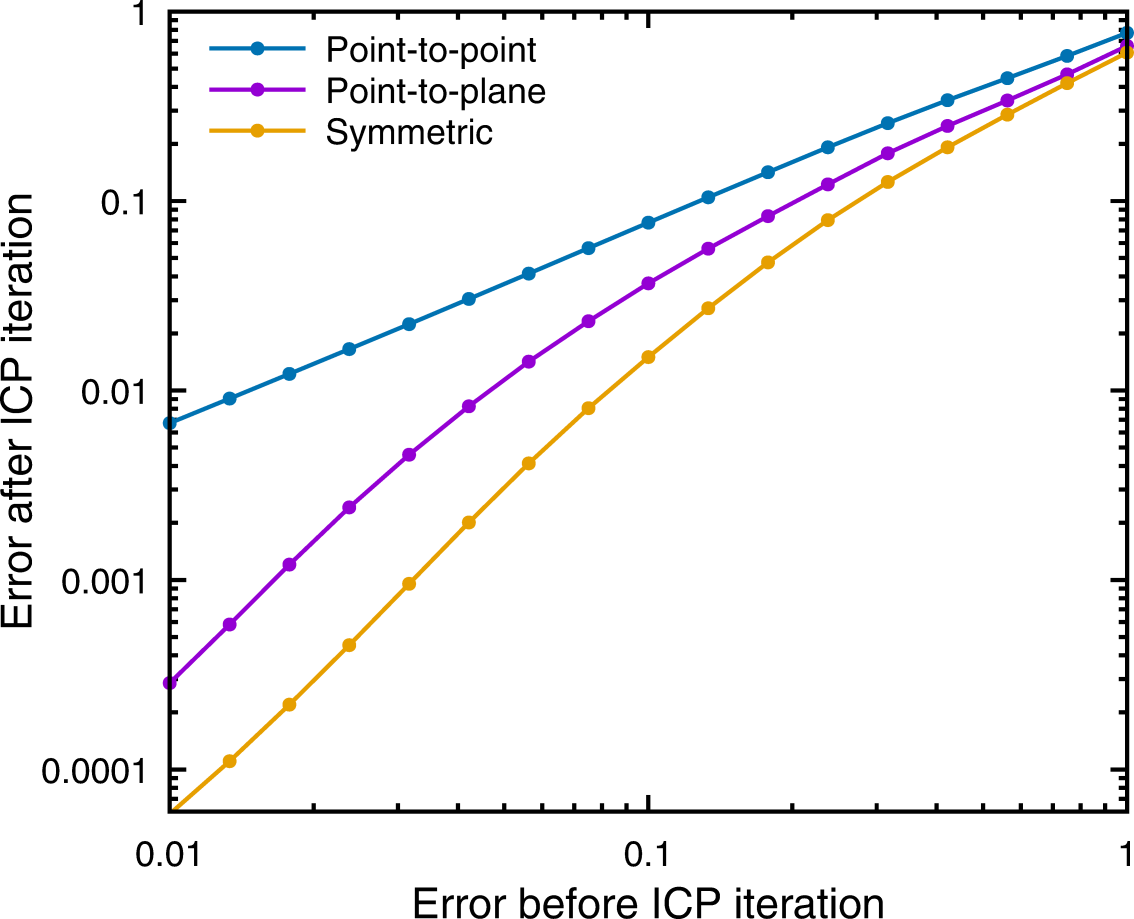 1
0.1
0.01
0.001
0.0001
Error after ICP iteration
Point-to-point
Point-to-plane
Symmetric
0.01
0.1
1
Error before ICP iteration